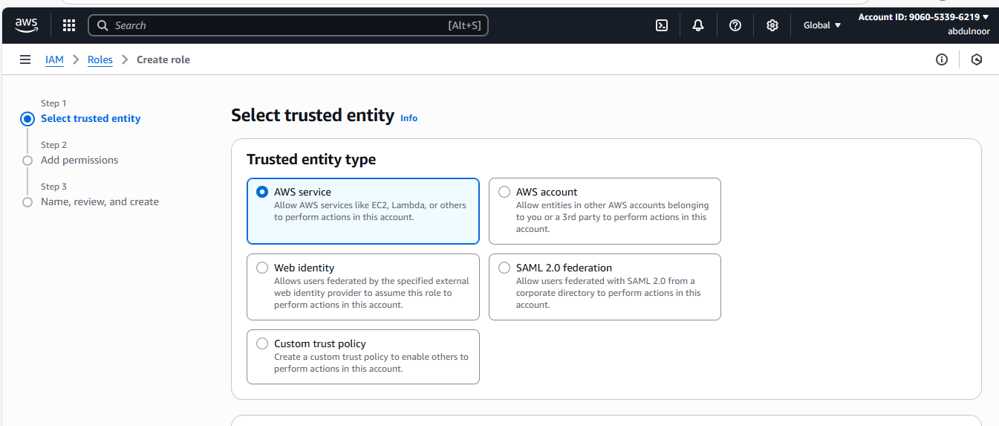 aws
Search
[Alt+S]
Global
Account ID: 9060-5339-6219
abdulnoor
IAM
Roles
Create role
Step 1
Select trusted entity
Step 2
Add permissions
Step 3
Name, review, and create
Select trusted entity Info
Trusted entity type
AWS service
Allow AWS services like EC2, Lambda, or others
to perform actions in this account.
AWS account
Allow entities in other AWS accounts belonging
to you or a 3rd party to perform actions in this
account.
Web identity
Allows users federated by the specified external
web identity provider to assume this role to
perform actions in this account.
SAML 2.0 federation
Allow users federated with SAML 2.0 from a
corporate directory to perform actions in this
account.
Custom trust policy
Create a custom trust policy to enable others to
perform actions in this account.